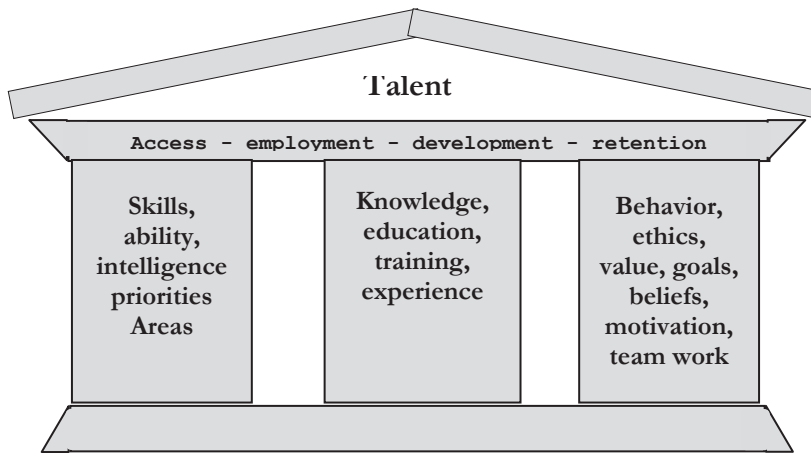 Talent
Access - employment - development - retention
Skills,
ability,
intelligence
priorities
Areas
Knowledge,
education,
training,
experience
Behavior,
ethics,
value, goals,
beliefs,
motivation,
team work